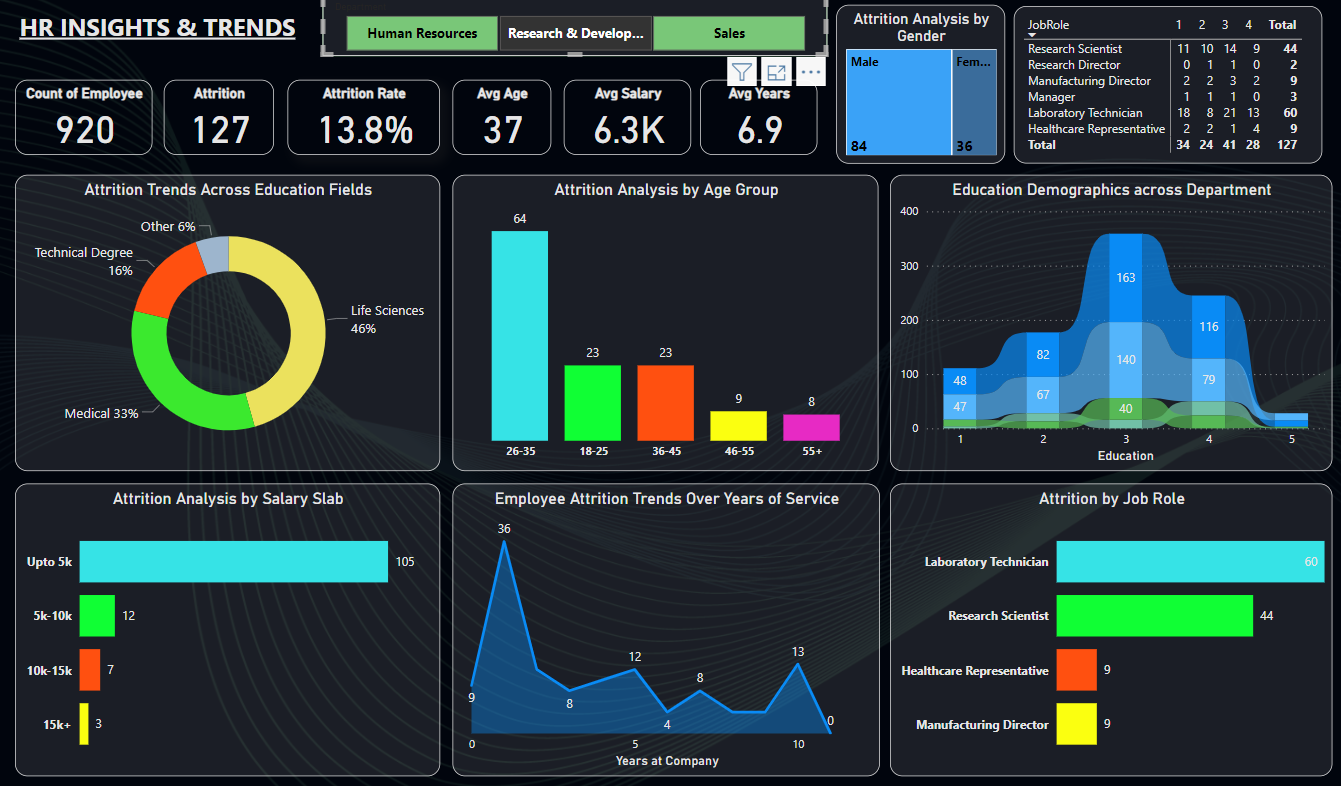 HR INSIGHTS & TRENDS
Human Resources
Research & Develop...
Sales
Count of Employee
920
Attrition
127
Attrition Rate
13.8%
Avg Age
37
Avg Salary
6.3K
Avg Years
6.9
Attrition Analysis by
Gender
Male
84
Fem...
36
JobRole 1 2 3 4 Total
Research Scientist 11 10 14 9 44
Research Director 0 1 1 0 2
Manufacturing Director 2 2 3 2 9
Manager 1 1 1 0 3
Laboratory Technician 18 8 21 13 60
Healthcare Representative 2 2 1 4 9
Total 34 24 41 28 127
Attrition Trends Across Education Fields
Other 6%
Technical Degree
16%
Life Sciences
46%
Medical 33%
Attrition Analysis by Age Group
64
23
23
9
8
26-35 18-25 36-45 46-55 55+
Education Demographics across Department
400
300
200
100
0
48
47
82
67
163
140
40
116
79
1 2 3 4 5
Education
Attrition Analysis by Salary Slab
Upto 5k 105
5k-10k 12
10k-15k 7
15k+ 3
Employee Attrition Trends Over Years of Service
36
9
8
12
4
8
13
0
0 5 10
Years at Company
Attrition by Job Role
Laboratory Technician 60
Research Scientist 44
Healthcare Representative 9
Manufacturing Director 9